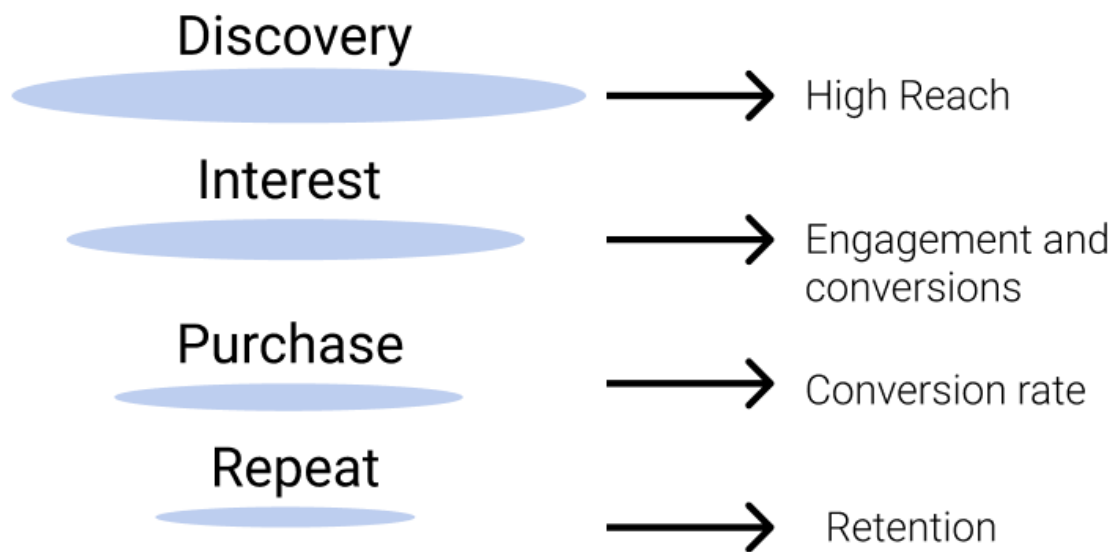 Discovery
High Reach
Interest
Engagement and
conversions
Purchase
Conversion rate
Repeat
Retention